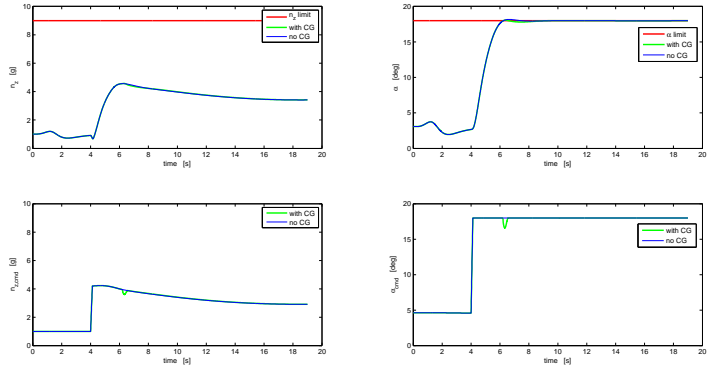 10
8
6
4
2
0
n_z [g]
n_z limit
with CG
no CG
0 2 4 6 8 10 12 14 16 18 20
time [s]
20
15
10
5
0
α [deg]
α limit
with CG
no CG
0 2 4 6 8 10 12 14 16 18 20
time [s]
10
8
6
4
2
0
n_z,cmd [g]
with CG
no CG
0 2 4 6 8 10 12 14 16 18 20
time [s]
20
15
10
5
0
α_cmd [deg]
with CG
no CG
0 2 4 6 8 10 12 14 16 18 20
time [s]